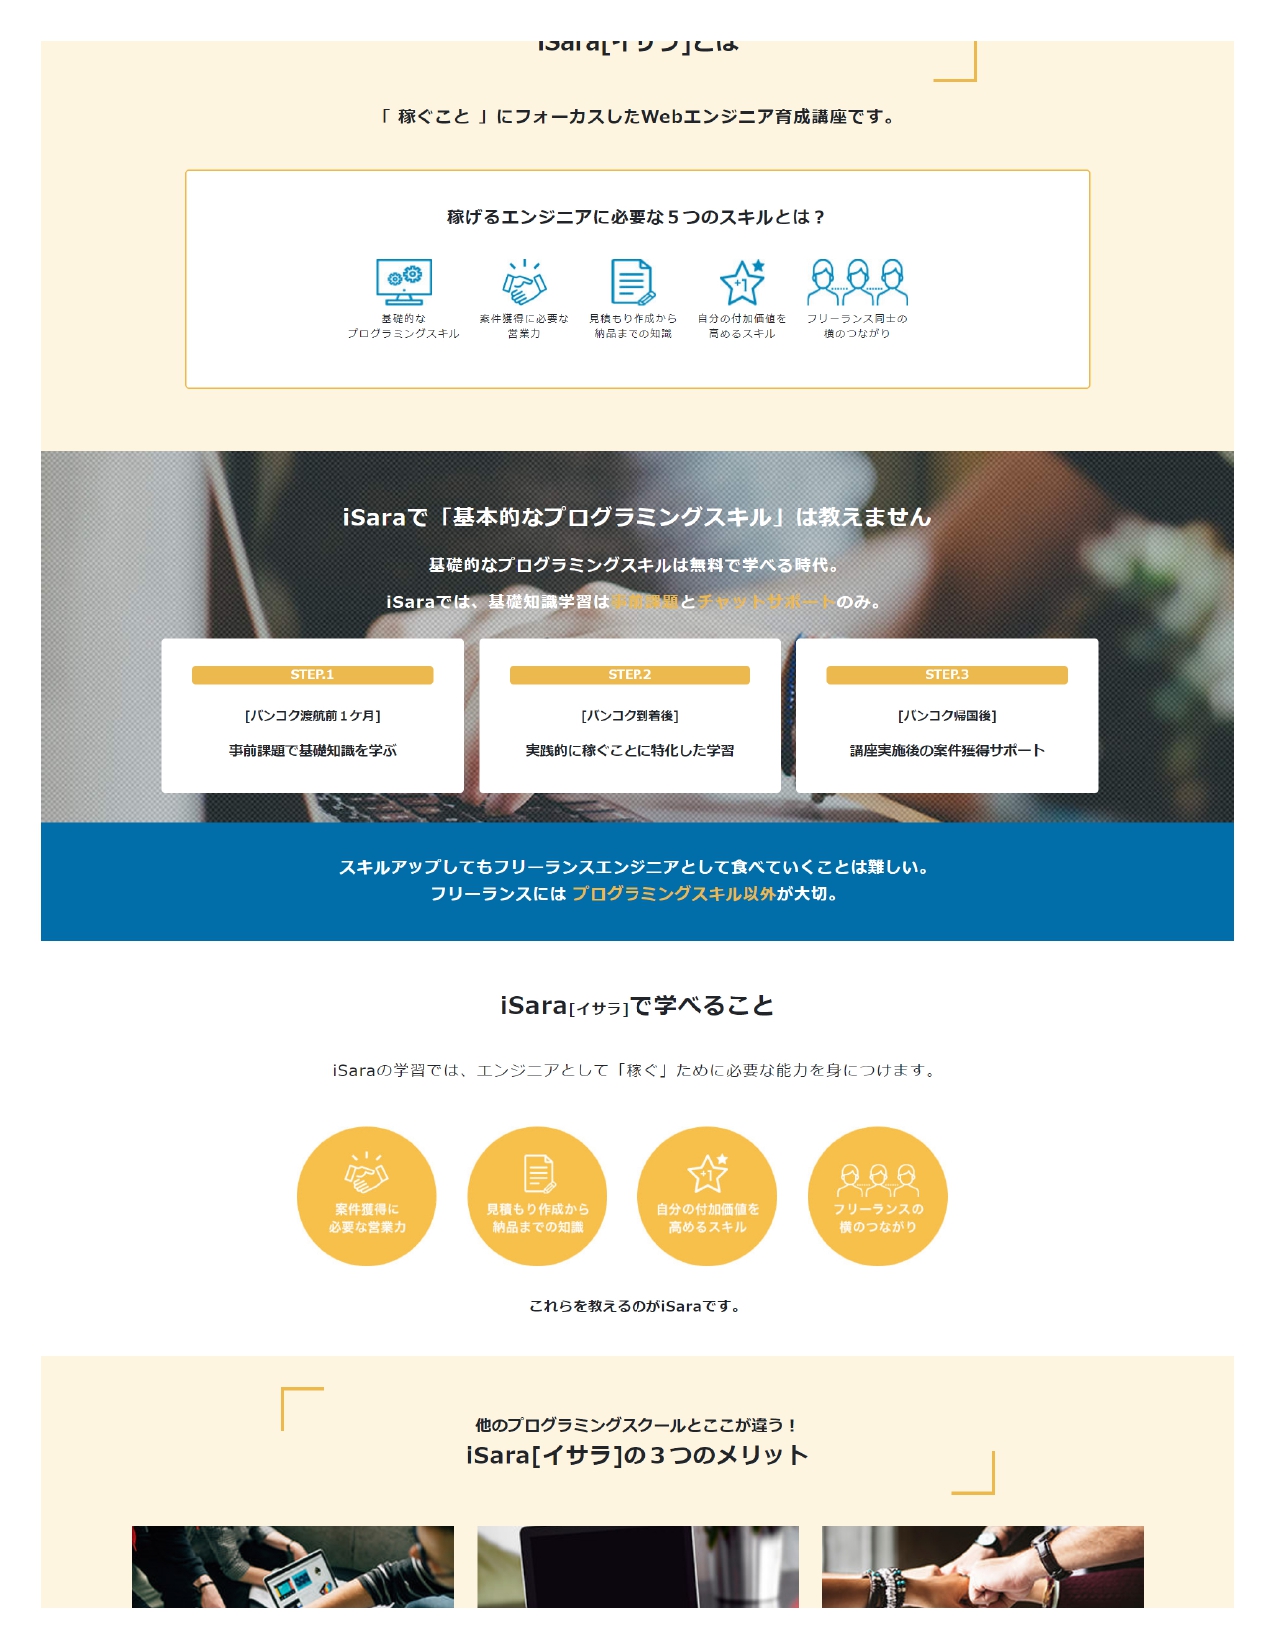 iSara[イサラ]とは
「 稼ぐこと 」にフォーカスしたWebエンジニア育成講座です。
稼げるエンジニアに必要な５つのスキルとは？
基礎的な
プログラミングスキル
案件獲得に必要な
営業力
見積もり作成から
納品までの知識
+1
自分の付加価値を
高めるスキル
フリーランス同士の
横のつながり
iSaraで「基本的なプログラミングスキル」は教えません
基礎的なプログラミングスキルは無料で学べる時代。
iSaraでは、基礎知識学習は事前課題とチャットサポートのみ。
STEP.1
[バンコク渡航前１ケ月]
事前課題で基礎知識を学ぶ
STEP.2
[バンコク到着後]
実践的に稼ぐことに特化した学習
STEP.3
[バンコク帰国後]
講座実施後の案件獲得サポート
スキルアップしてもフリーランスエンジニアとして食べていくことは難しい。
フリーランスには プログラミングスキル以外が大切。
iSara[イサラ]で学べること
iSaraの学習では、エンジニアとして「稼ぐ」ために必要な能力を身につけます。
案件獲得に
必要な営業力
見積もり作成から
納品までの知識
+1
自分の付加価値を
高めるスキル
フリーランスの
横のつながり
これらを教えるのがiSaraです。
他のプログラミングスクールとここが違う！
iSara[イサラ]の３つのメリット